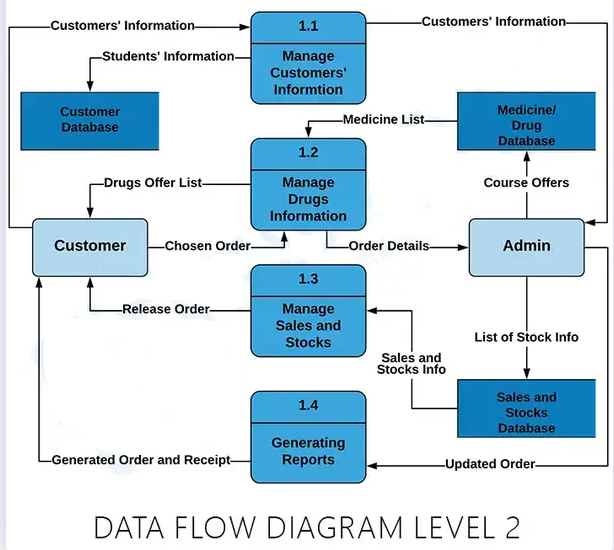 Customers' Information
1.1
Customers' Information
Students' Information
Manage
Customers'
Informtion
Customer
Database
Medicine List
Medicine/
Drug
Database
1.2
Drugs Offer List
Manage
Drugs
Information
Course Offers
Customer
Chosen Order
Order Details
Admin
1.3
Release Order
Manage
Sales and
Stocks
List of Stock Info
Sales and
Stocks Info
Sales and
Stocks
Database
1.4
Generating
Reports
Generated Order and Receipt
Updated Order
DATA FLOW DIAGRAM LEVEL 2